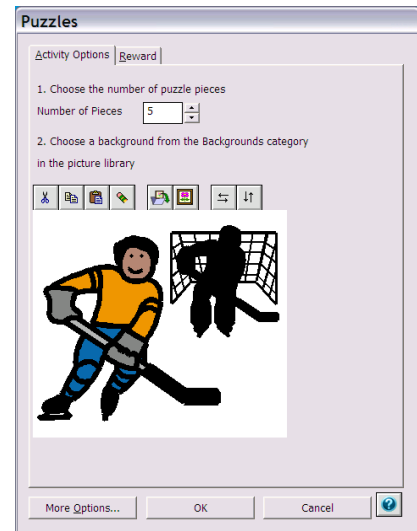 Puzzles
Activity Options Reward
1. Choose the number of puzzle pieces
Number of Pieces 5
2. Choose a background from the Backgrounds category
in the picture library
More Options... OK Cancel ?